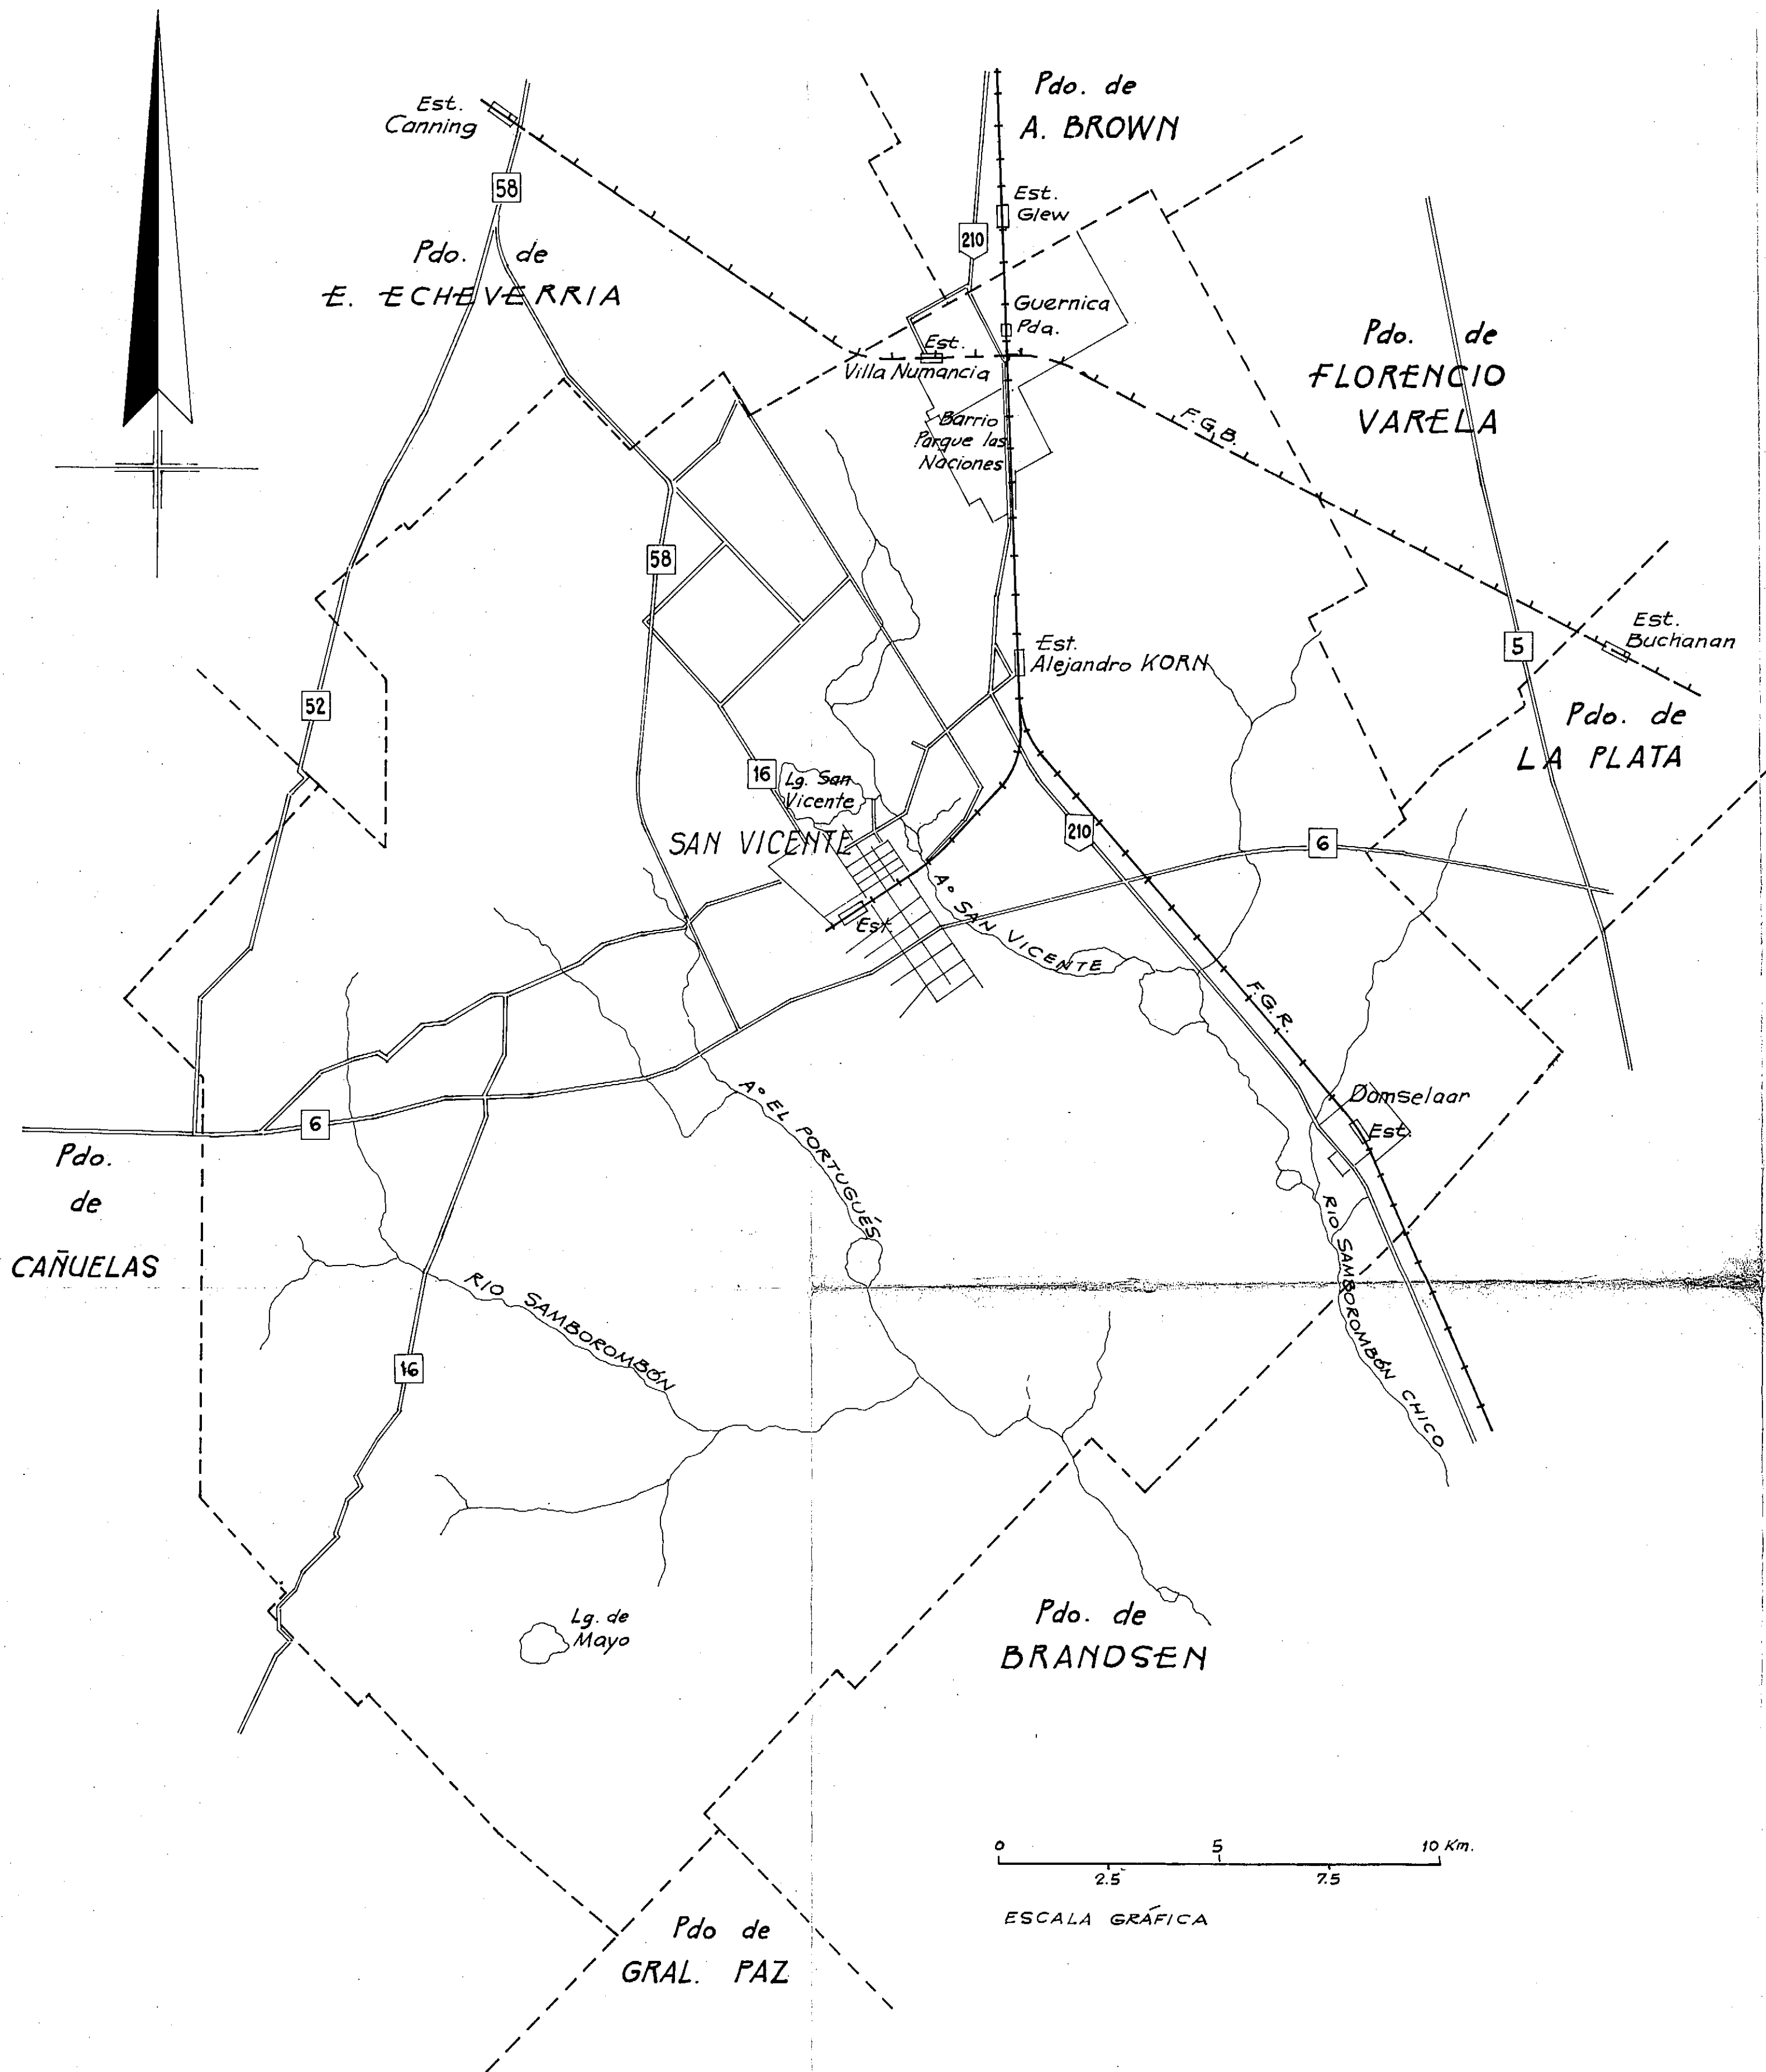 Pdo. de
A. BROWN
Est.
Canning
58
Est.
Glew
210
Pdo. de
E. ECHEVERRIA
Guernica
Pda.
Est.
Villa Numancia
Pdo. de
FLORENCIO
VARELA
F.G.B.
Barrio
Parque las
Naciones
58
Est.
Alejandro KORN
5
Est.
Buchanan
52
Pdo. de
LA PLATA
16
Lg. San
Vicente
SAN VICENTE
210
6
Est.
Aº SAN VICENTE
F.G.R.
Domselaar
Est.
6
Aº EL PORTUGUÉS
Pdo.
de
CAÑUELAS
RIO SAMBOROMBÓN
RIO SAMBOROMBÓN CHICO
16
Lg. de
Mayo
Pdo. de
BRANDSEN
0 5 10 Km.
2.5 7.5
ESCALA GRÁFICA
Pdo de
GRAL. PAZ